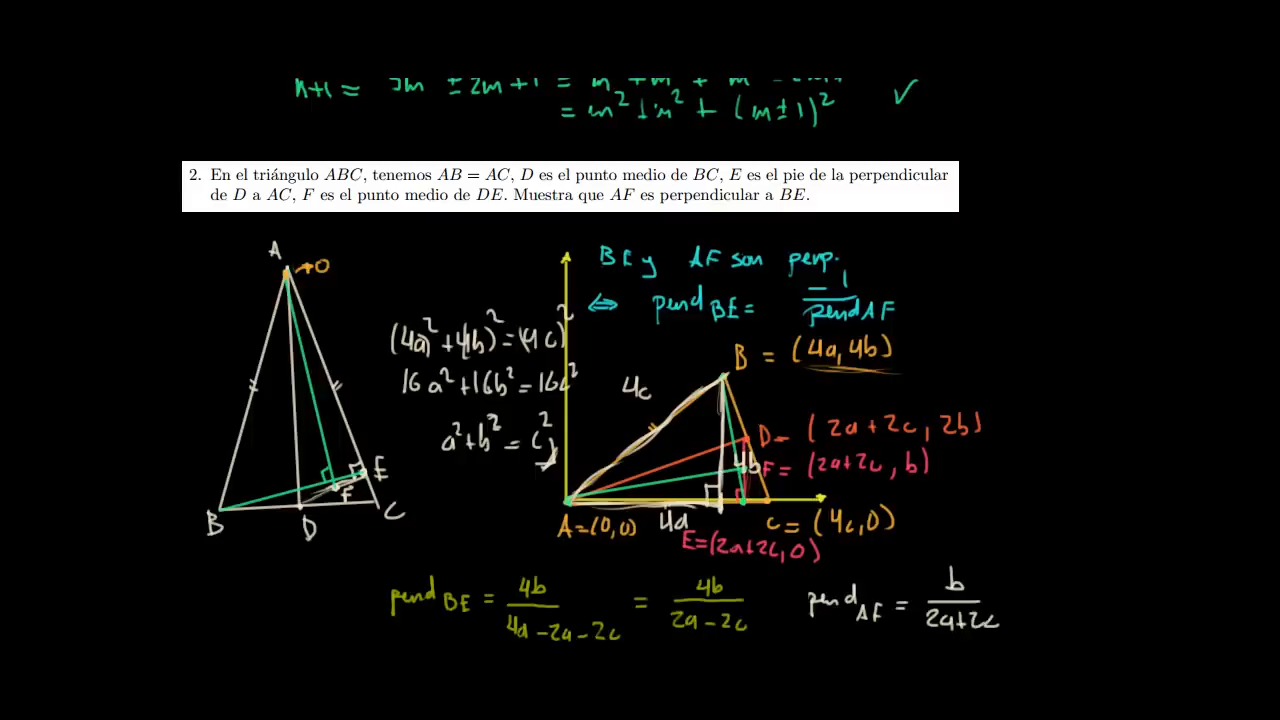 = m² + m² + (m±1)² ✓
2. En el triángulo ABC, tenemos AB = AC, D es el punto medio de BC, E es el pie de la perpendicular
de D a AC, F es el punto medio de DE. Muestra que AF es perpendicular a BE.
A → O
B D C E F
BE y AF son perp.
⇔ pend BE = -1 / pend AF
(4a)² + (4b)² = (4c)²
16a² + 16b² = 16c²
a² + b² = c²
B = (4a, 4b)
4c
D = (2a + 2c, 2b)
4b
F = (2a+2c, b)
A = (0,0)
4a
C = (4c, 0)
E = (2a+2c, 0)
pend BE = 4b / 4a - 2a - 2c = 4b / 2a - 2c
pend AF = b / 2a+2c